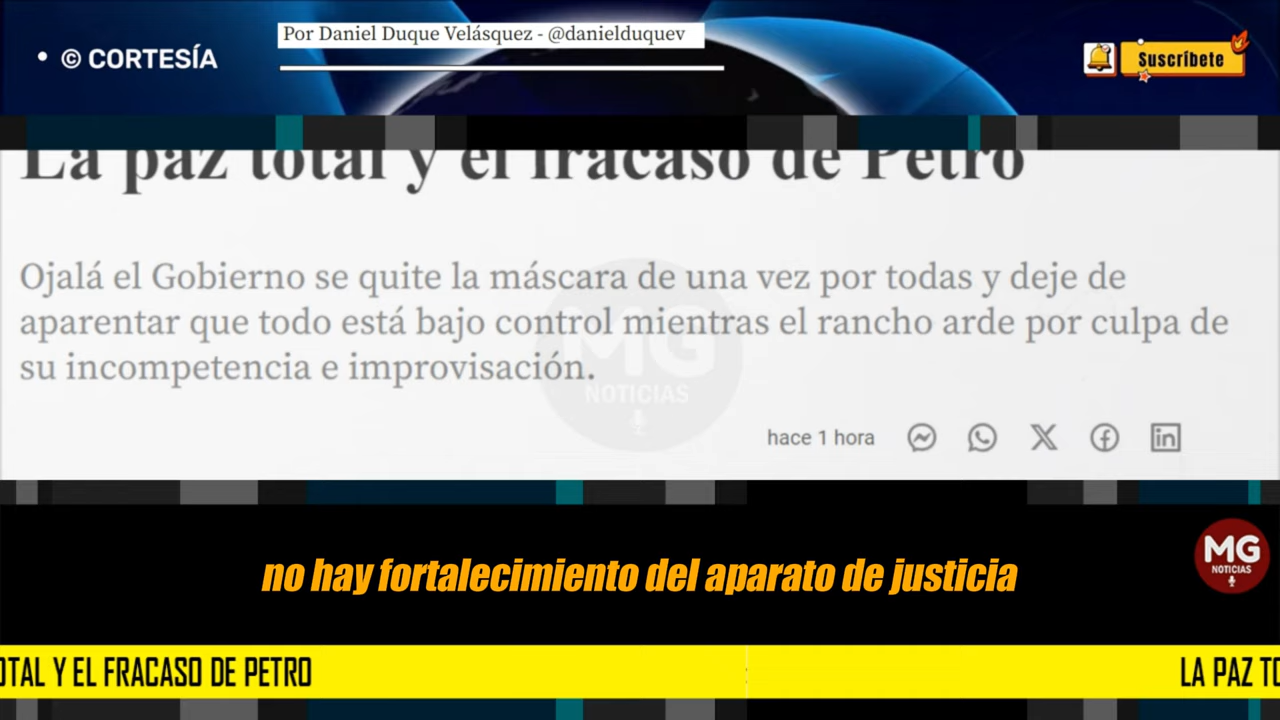 Por Daniel Duque Velásquez - @danielduquev
• © CORTESÍA
Suscríbete
La paz total y el fracaso de Petro
Ojalá el Gobierno se quite la máscara de una vez por todas y deje de
aparentar que todo está bajo control mientras el rancho arde por culpa de
su incompetencia e improvisación.
MG
NOTICIAS
hace 1 hora
no hay fortalecimiento del aparato de justicia
MG
NOTICIAS
OTAL Y EL FRACASO DE PETRO
LA PAZ TO